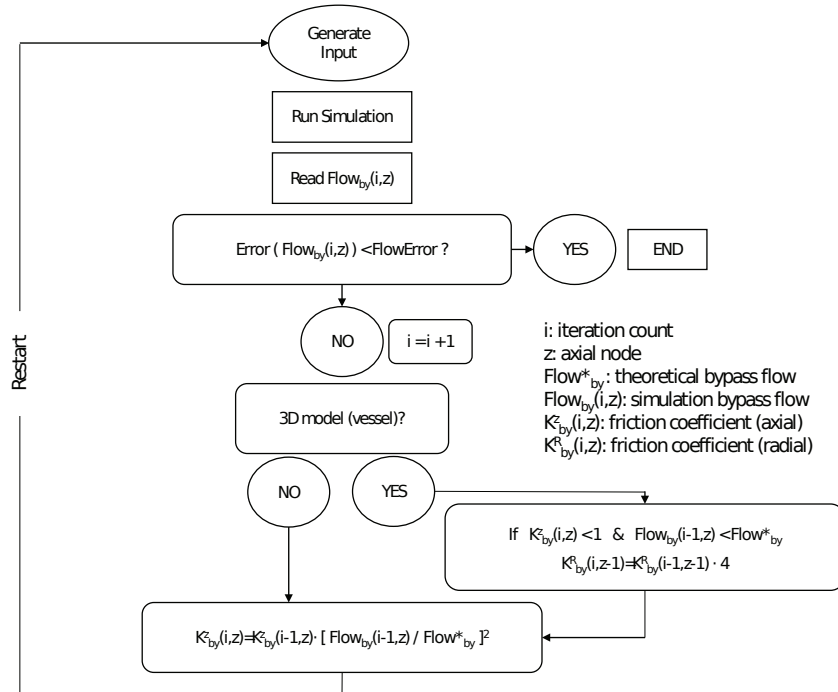 Generate
Input
Run Simulation
Read Flow_by(i,z)
Error ( Flow_by(i,z) ) <FlowError ?
YES
END
NO
i = i +1
i: iteration count
z: axial node
Flow*_by: theoretical bypass flow
Flow_by(i,z): simulation bypass flow
K^z_by(i,z): friction coefficient (axial)
K^R_by(i,z): friction coefficient (radial)
Restart
3D model (vessel)?
NO
YES
If K^z_by(i,z) <1 & Flow_by(i-1,z) <Flow*_by
K^R_by(i,z-1)=K^R_by(i-1,z-1) · 4
K^z_by(i,z)=K^z_by(i-1,z)· [ Flow_by(i-1,z) / Flow*_by ]²